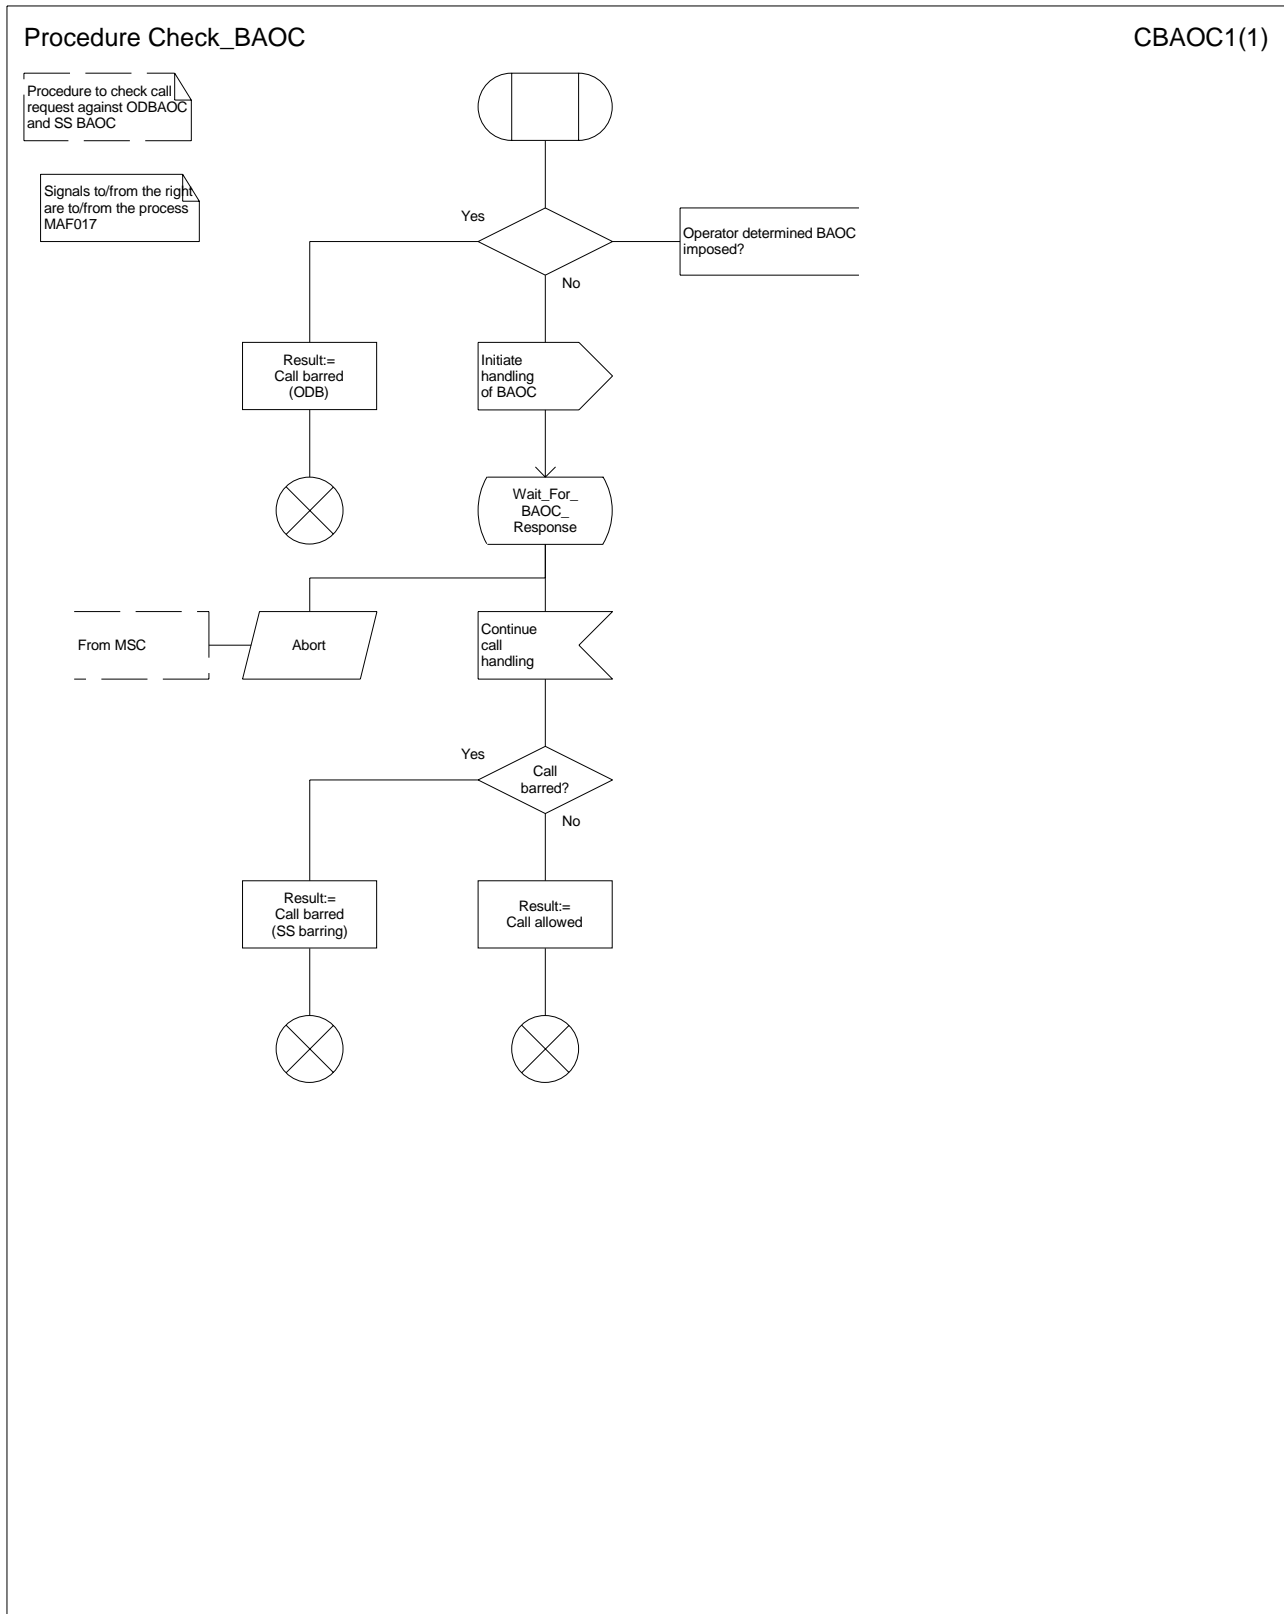 Procedure Check_BAOC
CBAOC1(1)
Procedure to check call
request against ODBAOC
and SS BAOC
Signals to/from the right
are to/from the process
MAF017
Yes
Operator determined BAOC
imposed?
No
Result:=
Call barred
(ODB)
Initiate
handling
of BAOC
Wait_For_
BAOC_
Response
From MSC
Abort
Continue
call
handling
Yes
Call
barred?
No
Result:=
Call barred
(SS barring)
Result:=
Call allowed